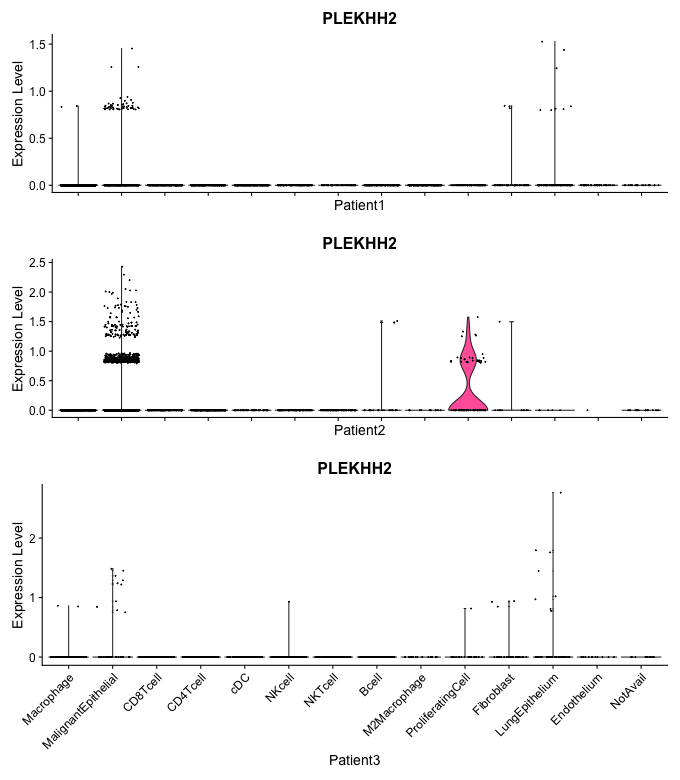 PLEKHH2
Expression Level
1.5
1.0
0.5
0.0
Patient1
PLEKHH2
Expression Level
2.5
2.0
1.5
1.0
0.5
0.0
Patient2
PLEKHH2
Expression Level
2
1
0
Macrophage
MalignantEpithelial
CD8Tcell
CD4Tcell
cDC
NKcell
NKTcell
Bcell
M2Macrophage
ProliferatingCell
Fibroblast
LungEpithelium
Endothelium
NotAvail
Patient3